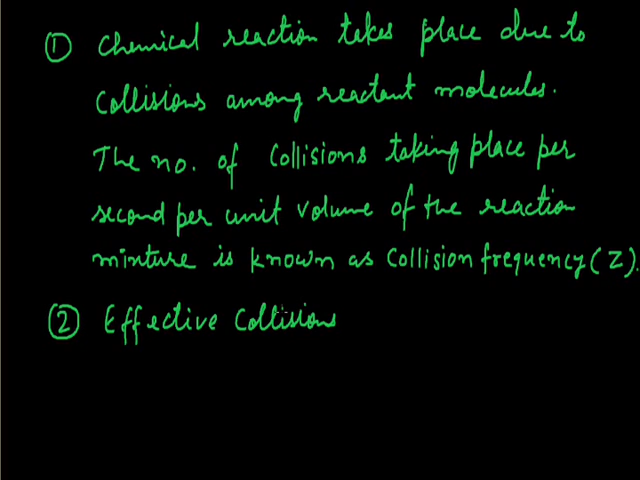 ① Chemical reaction takes place due to
Collisions among reactant molecules.
The no. of Collisions taking place per
second per unit volume of the reaction
mixture is known as Collision frequency (Z).
② Effective Collisions